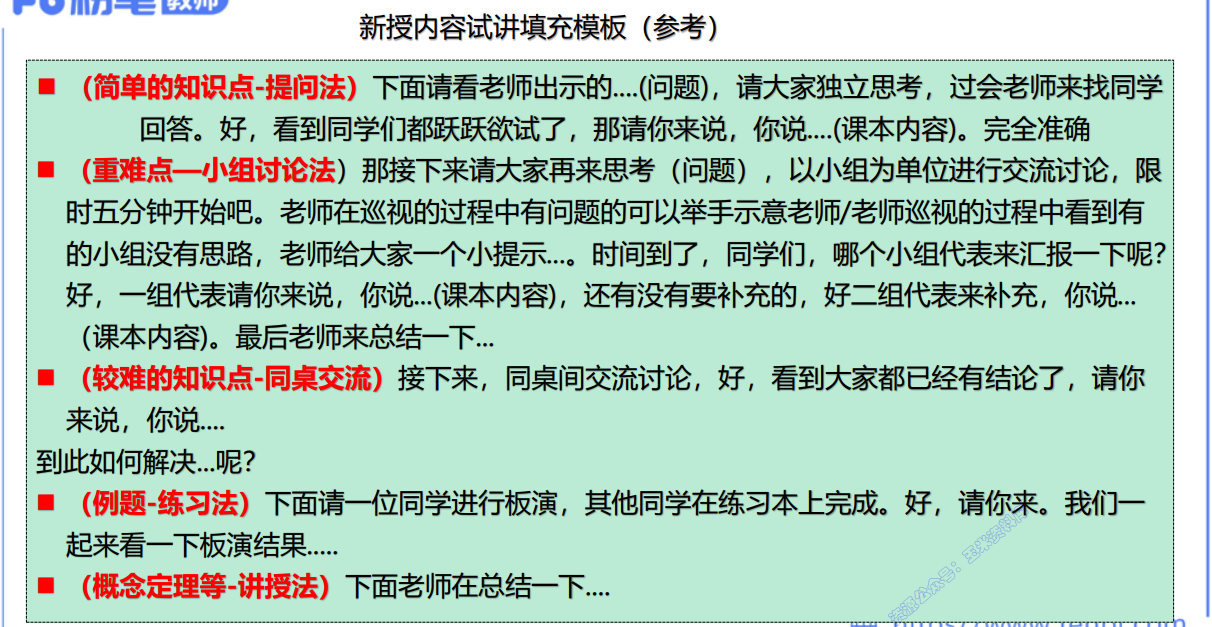 粉笔 教师
新授内容试讲填充模板（参考）
■ （简单的知识点-提问法）下面请看老师出示的....(问题)，请大家独立思考，过会老师来找同学
回答。好，看到同学们都跃跃欲试了，那请你来说，你说....(课本内容)。完全准确
■ （重难点—小组讨论法）那接下来请大家再来思考（问题），以小组为单位进行交流讨论，限
时五分钟开始吧。老师在巡视的过程中有问题的可以举手示意老师/老师巡视的过程中看到有
的小组没有思路，老师给大家一个小提示...。时间到了，同学们，哪个小组代表来汇报一下呢？
好，一组代表请你来说，你说...(课本内容)，还有没有要补充的，好二组代表来补充，你说...
（课本内容)。最后老师来总结一下...
■ （较难的知识点-同桌交流）接下来，同桌间交流讨论，好，看到大家都已经有结论了，请你
来说，你说....
到此如何解决...呢？
■ （例题-练习法）下面请一位同学进行板演，其他同学在练习本上完成。好，请你来。我们一
起来看一下板演结果.....
■ （概念定理等-讲授法）下面老师在总结一下....